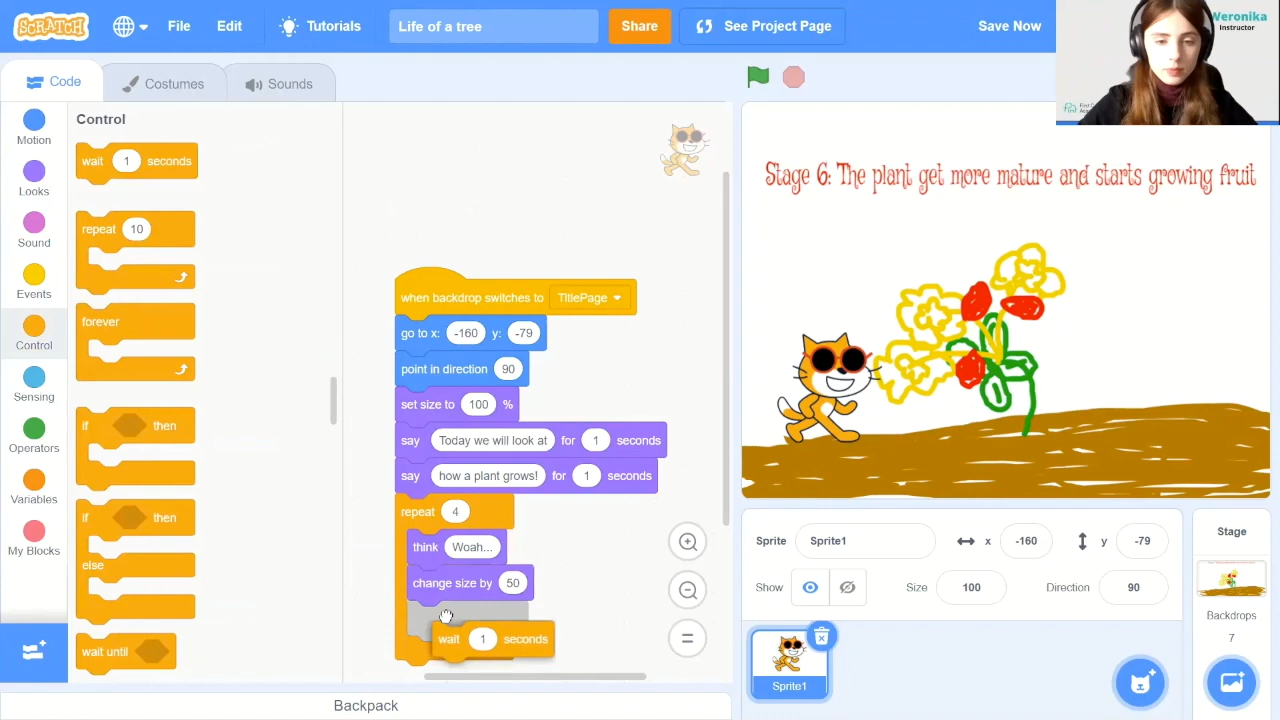 SCRATCH
File
Edit
Tutorials
Life of a tree
Share
See Project Page
Save Now
Weronika
Instructor
Code
Costumes
Sounds
Motion
Looks
Sound
Events
Control
Sensing
Operators
Variables
My Blocks
Control
wait 1 seconds
repeat 10
forever
if then
if then
else
wait until
when backdrop switches to TitlePage
go to x: -160 y: -79
point in direction 90
set size to 100 %
say Today we will look at for 1 seconds
say how a plant grows! for 1 seconds
repeat 4
think Woah...
change size by 50
wait 1 seconds
Stage 6: The plant get more mature and starts growing fruit
Sprite Sprite1 x -160 y -79
Show Size 100 Direction 90
Sprite1
Stage
Backdrops
7
Backpack